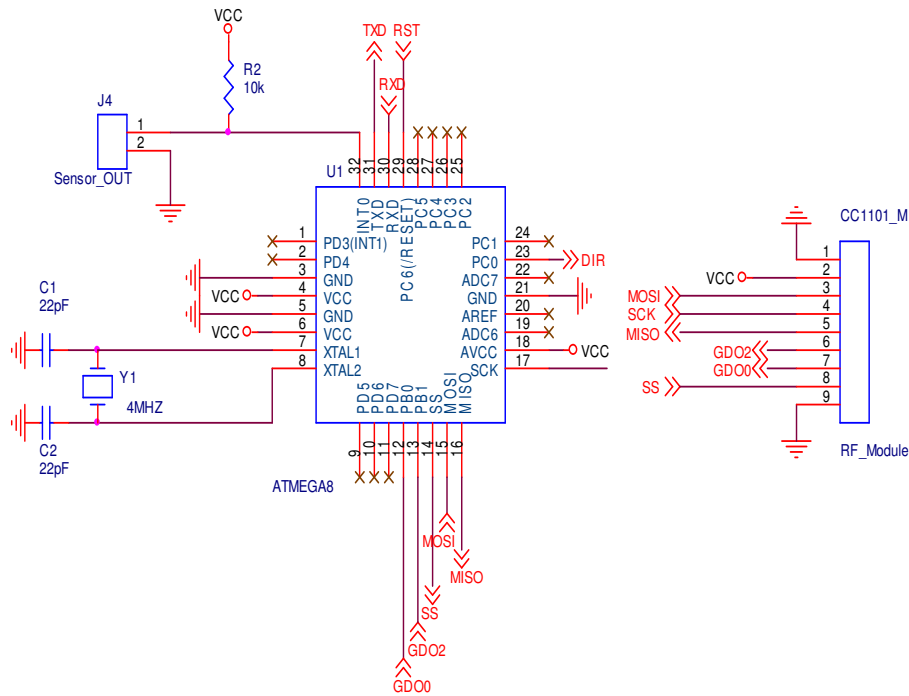 VCC
R2
10k
J4
1
2
Sensor_OUT
TXD
RST
RXD
32
31
30
29
28
27
26
25
U1
INT0
TXD
RXD
PC6(/RESET)
PC5
PC4
PC3
PC2
1
PD3(INT1)
2
PD4
3
GND
VCC
4
VCC
5
GND
VCC
6
VCC
7
XTAL1
8
XTAL2
PC1
24
PC0
23
DIR
ADC7
22
GND
21
AREF
20
ADC6
19
AVCC
18
VCC
SCK
17
PD5
PD6
PD7
PB0
PB1
SS
MOSI
MISO
9
10
11
12
13
14
15
16
ATMEGA8
C1
22pF
Y1
4MHZ
C2
22pF
MOSI
MISO
SS
GDO2
GDO0
CC1101_M
1
VCC
2
MOSI
3
SCK
4
MISO
5
GDO2
6
GDO0
7
SS
8
9
RF_Module